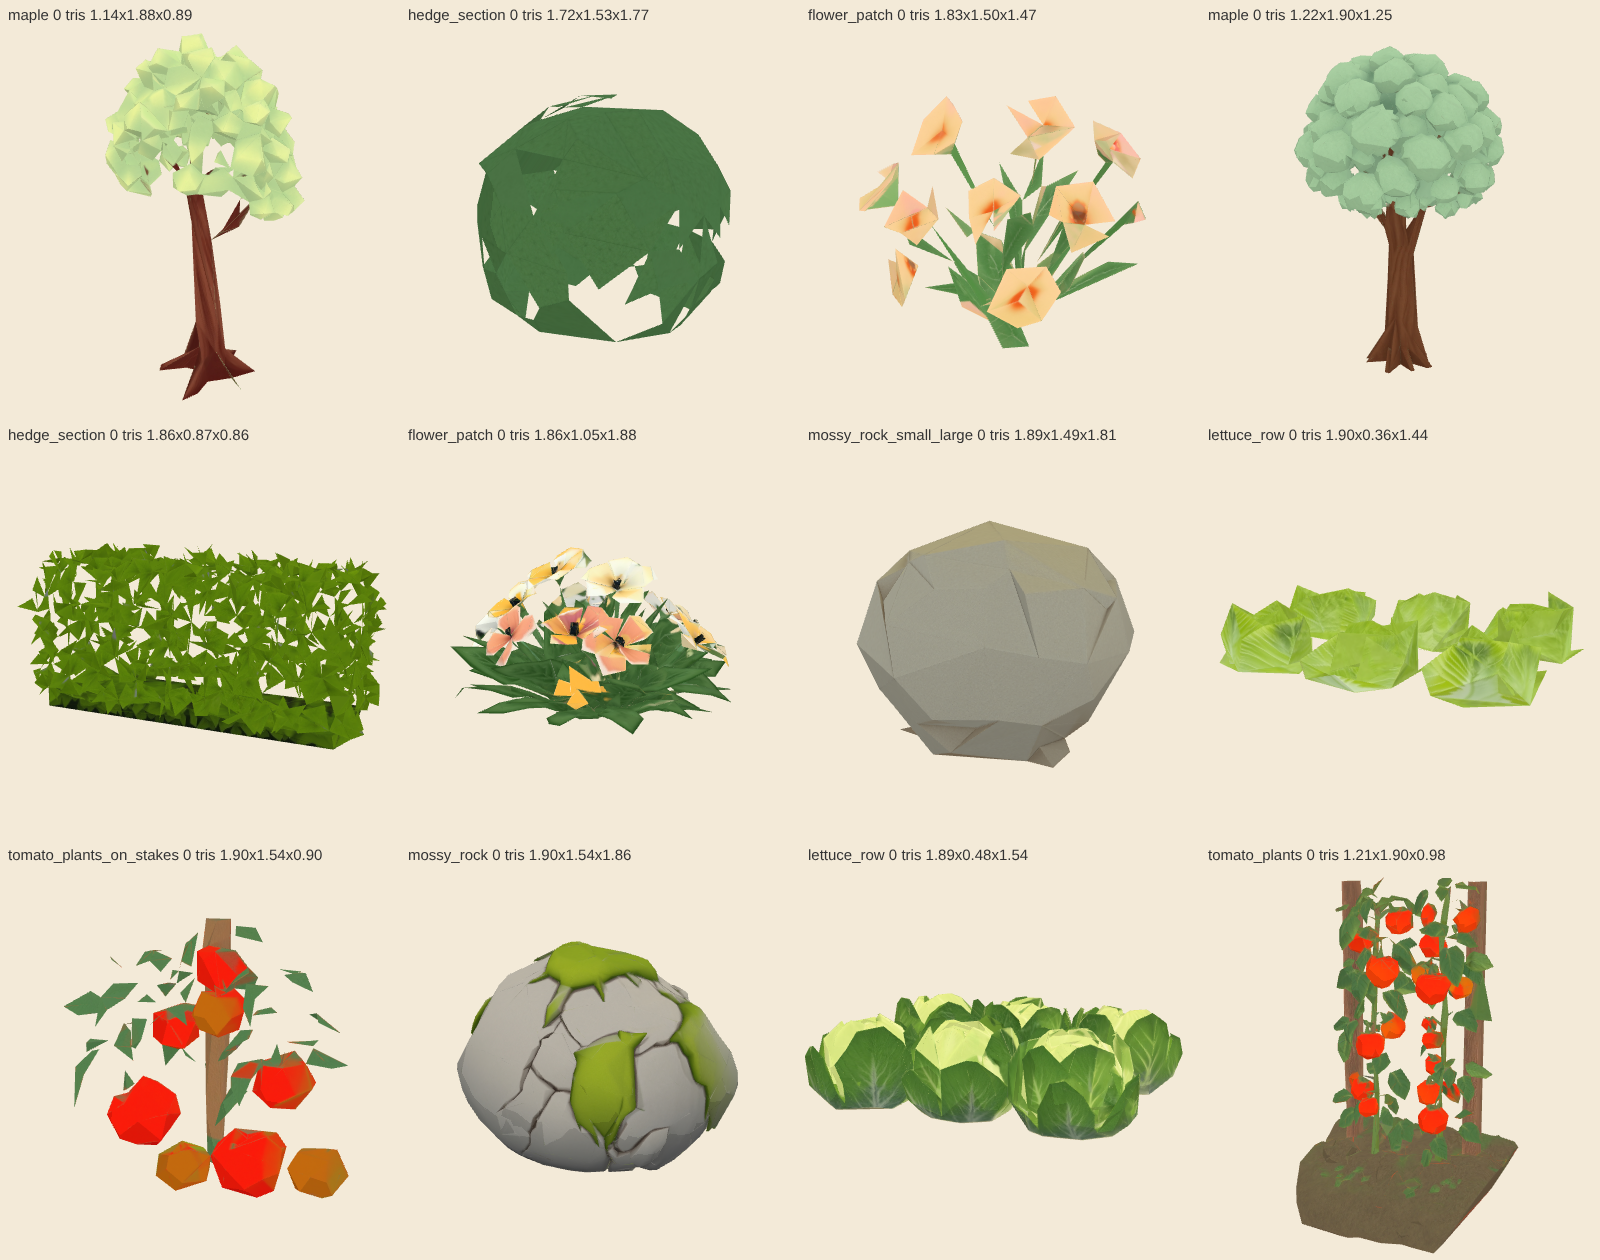 maple 0 tris 1.14x1.88x0.89
hedge_section 0 tris 1.72x1.53x1.77
flower_patch 0 tris 1.83x1.50x1.47
maple 0 tris 1.22x1.90x1.25
hedge_section 0 tris 1.86x0.87x0.86
flower_patch 0 tris 1.86x1.05x1.88
mossy_rock_small_large 0 tris 1.89x1.49x1.81
lettuce_row 0 tris 1.90x0.36x1.44
tomato_plants_on_stakes 0 tris 1.90x1.54x0.90
mossy_rock 0 tris 1.90x1.54x1.86
lettuce_row 0 tris 1.89x0.48x1.54
tomato_plants 0 tris 1.21x1.90x0.98